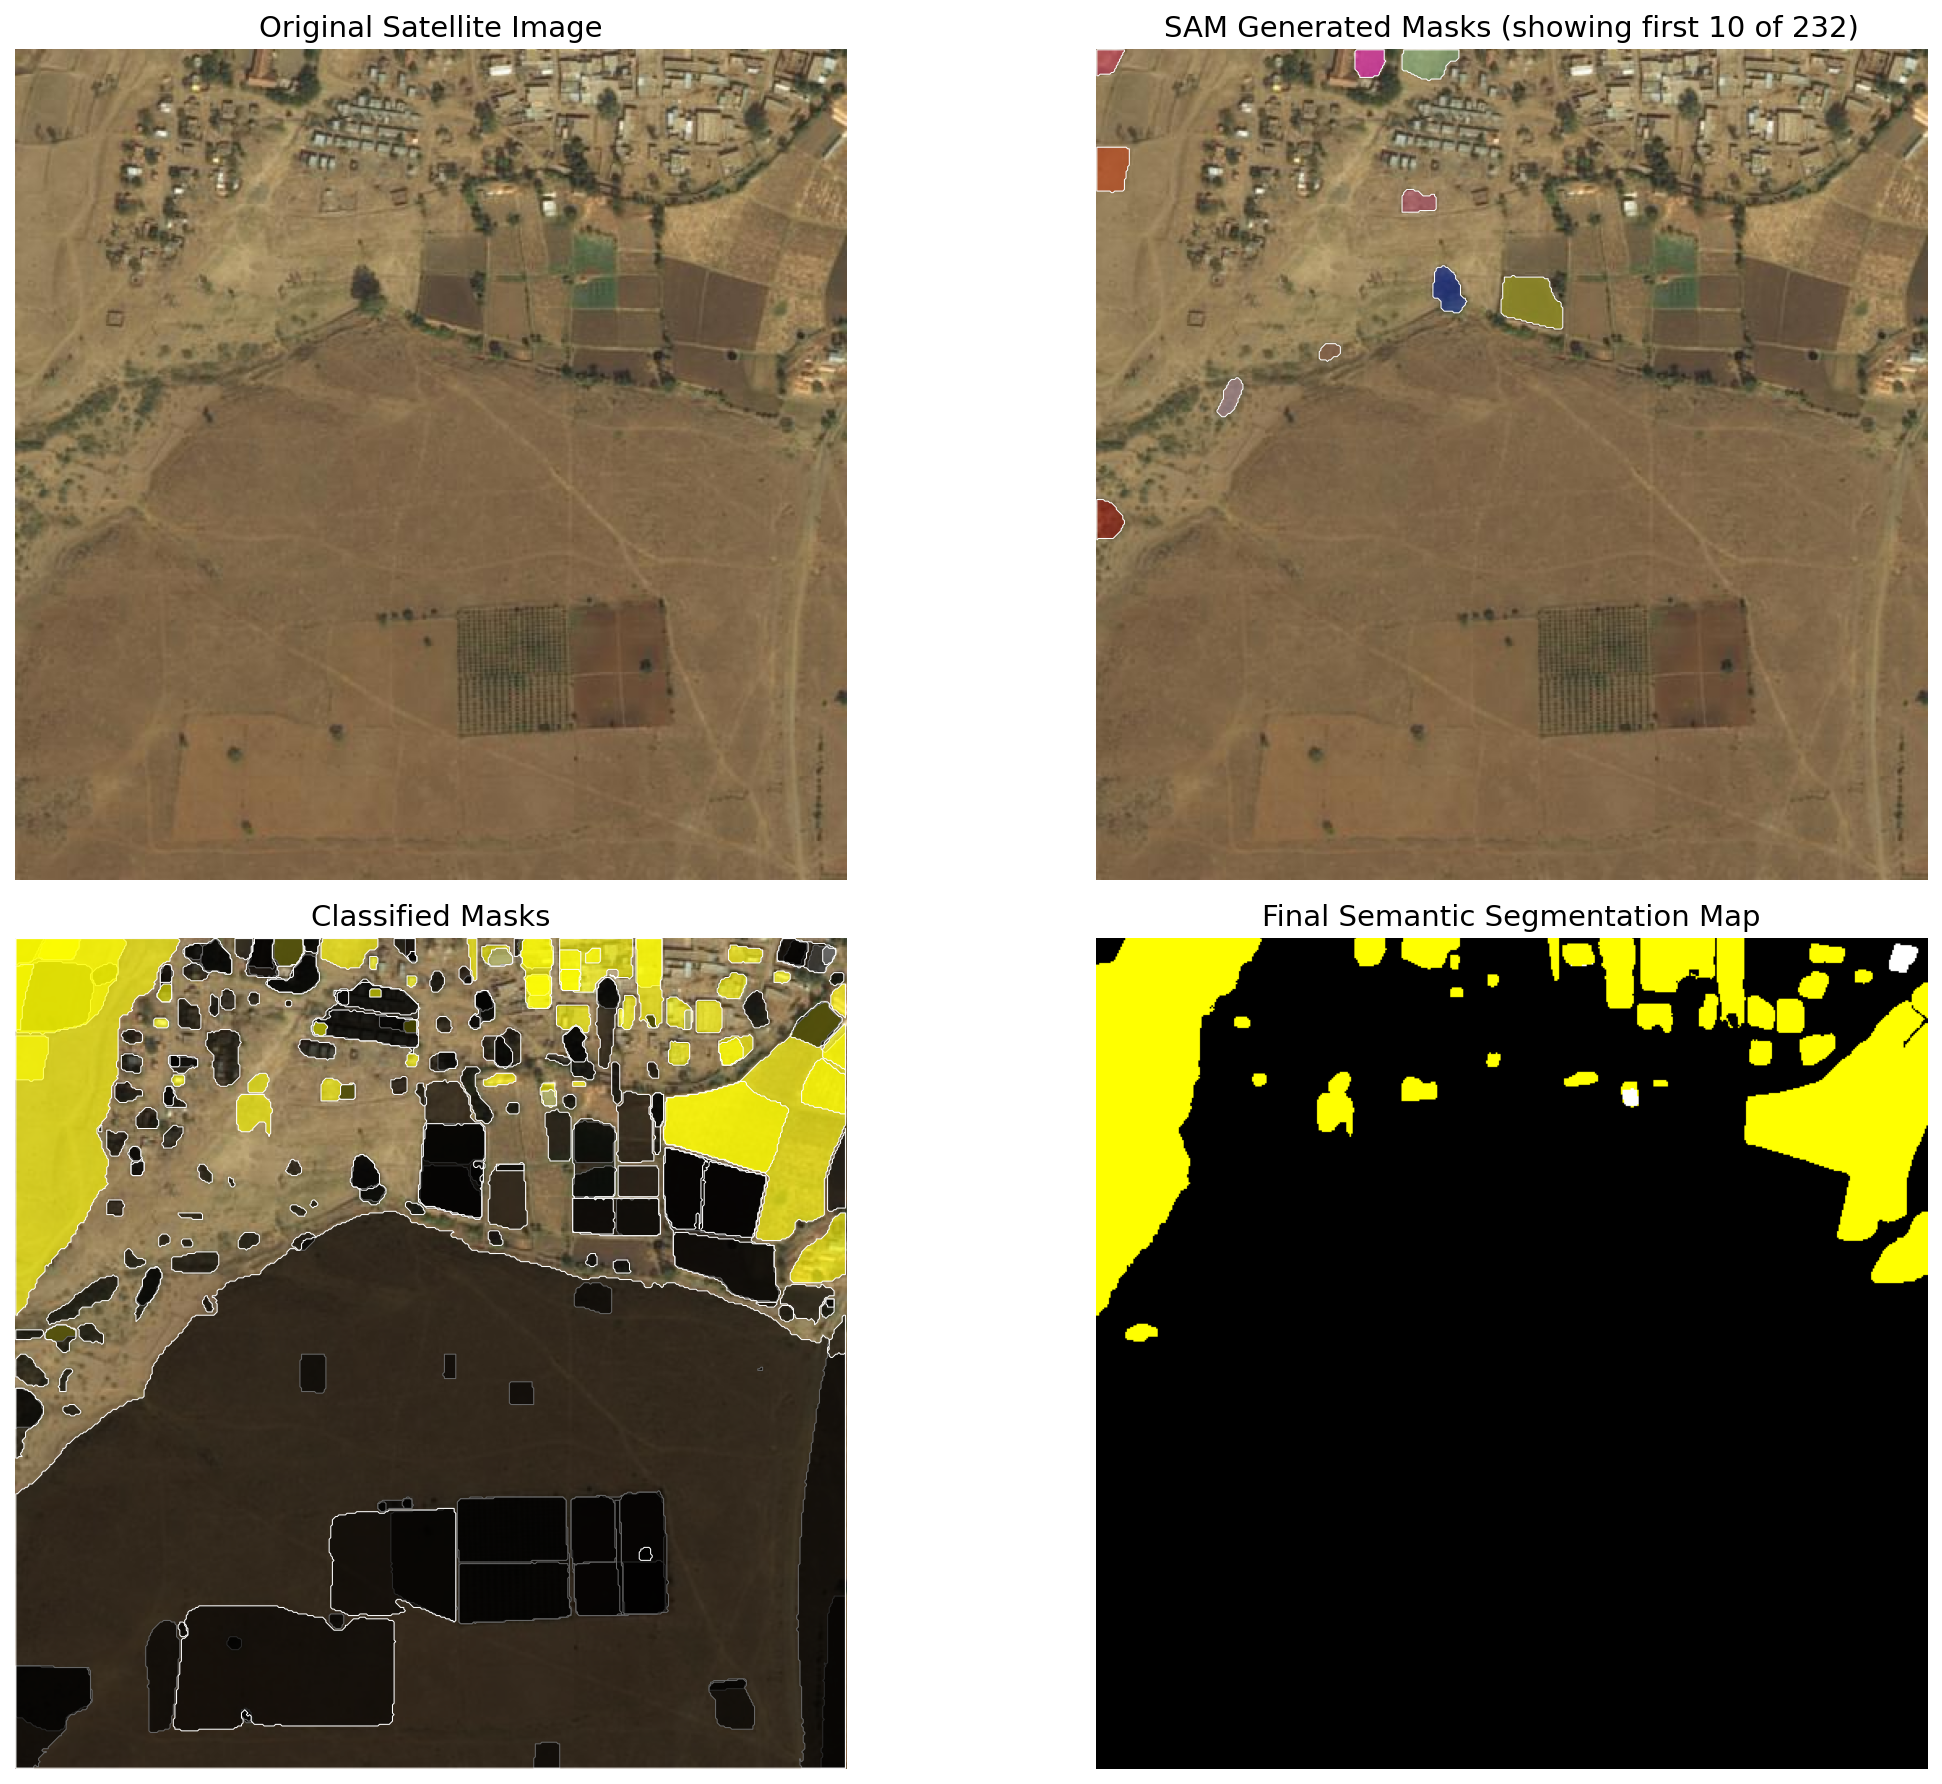 Original Satellite Image
SAM Generated Masks (showing first 10 of 232)
Classified Masks
Final Semantic Segmentation Map